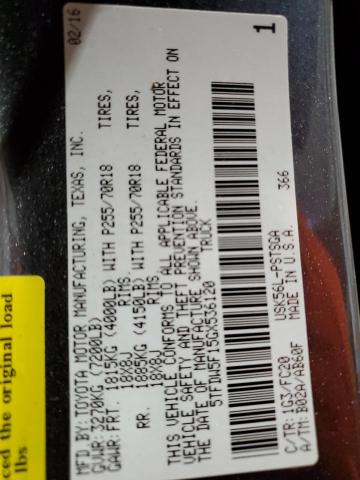 MFD BY: TOYOTA MOTOR MANUFACTURING, TEXAS, INC. 02/16
GVWR: 3270KG (7200LB)
GAWR: FRT. 1815KG (4000LB) WITH P255/70R18 TIRES,
18X8J RIMS
RR. 1885KG (4150LB) WITH P255/70R18 TIRES,
18X8J RIMS
THIS VEHICLE CONFORMS TO ALL APPLICABLE FEDERAL MOTOR
VEHICLE SAFETY AND THEFT PREVENTION STANDARDS IN EFFECT ON
THE DATE OF MANUFACTURE SHOWN ABOVE.
5TFDW5F15GX536120 TRUCK
C/TR: 1G3/FC20 USK56L-PSTSGA 366
A/TM: B02A/AB60F MADE IN U.S.A.
1
ced the original load
lbs